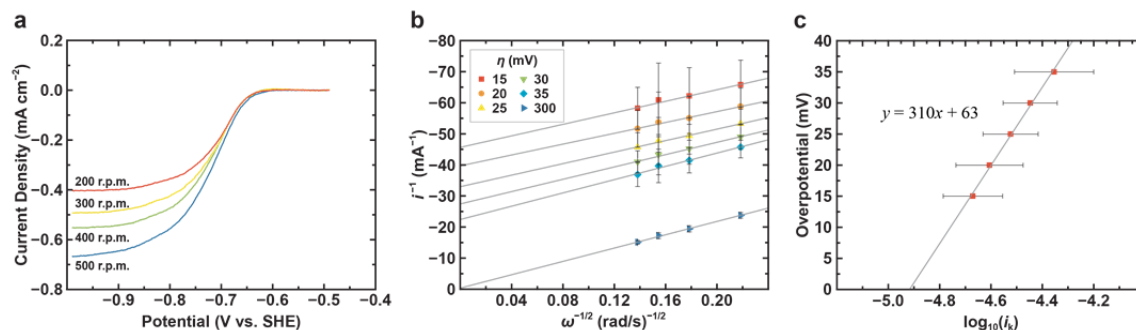 a
0.2
0.0
−0.2
−0.4
−0.6
−0.8
Current Density (mA cm⁻²)
200 r.p.m.
300 r.p.m.
400 r.p.m.
500 r.p.m.
−0.9 −0.8 −0.7 −0.6 −0.5 −0.4
Potential (V vs. SHE)
b
−80
−70
−60
−50
−40
−30
−20
−10
0
i⁻¹ (mA⁻¹)
η (mV)
15 30
20 35
25 300
0.04 0.08 0.12 0.16 0.20
ω⁻¹ᐟ² (rad/s)⁻¹ᐟ²
c
40
35
30
25
20
15
10
5
0
Overpotential (mV)
y = 310x + 63
−5.0 −4.8 −4.6 −4.4 −4.2
log₁₀(iₖ)